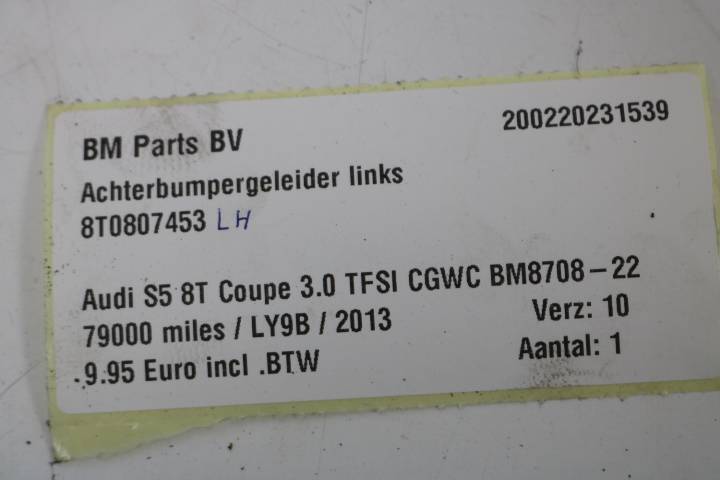 BM Parts BV
200220231539
Achterbumpergeleider links
8T0807453 LH
Audi S5 8T Coupe 3.0 TFSI CGWC BM8708-22
79000 miles / LY9B / 2013
Verz: 10
9.95 Euro incl .BTW
Aantal: 1